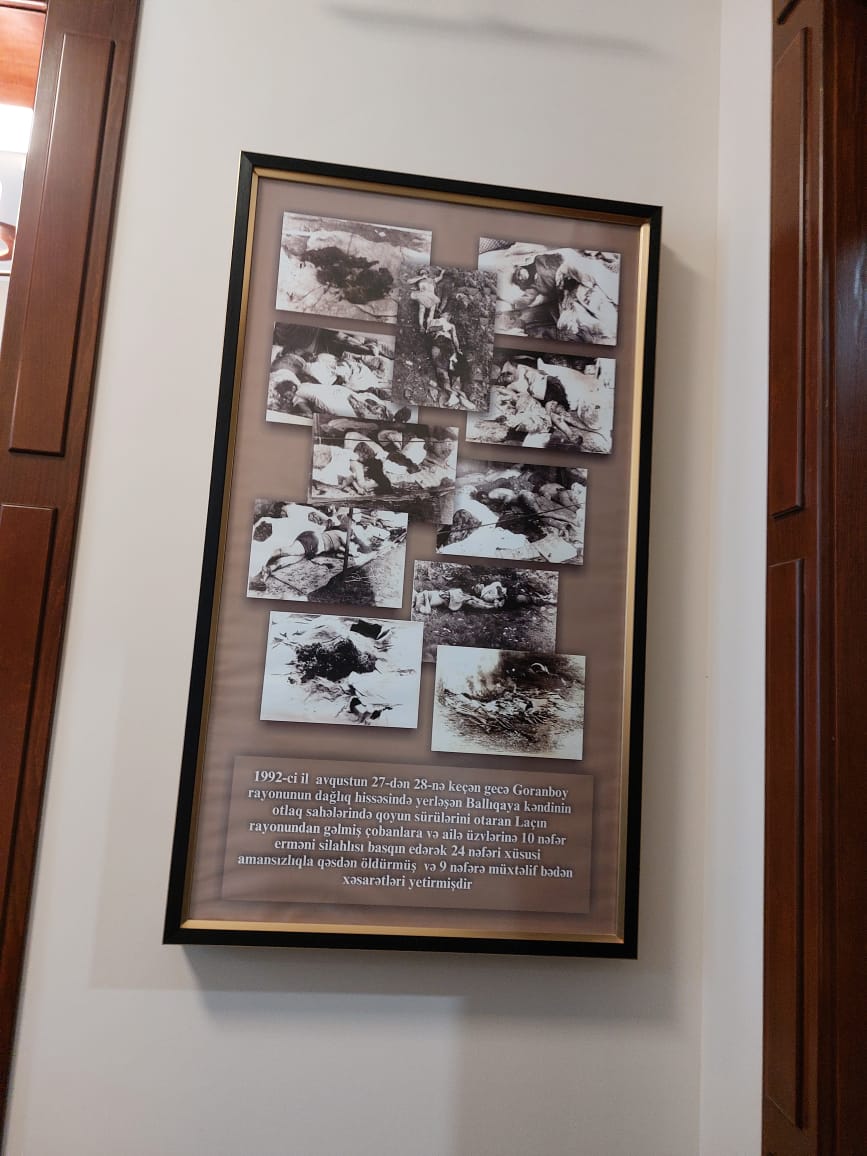 1992-ci il avqustun 27-dən 28-nə keçən gecə Goranboy
rayonunun dağlıq hissəsində yerləşən Ballıqaya kəndinin
otlaq sahələrində qoyun sürülərini otaran Laçın
rayonundan gəlmiş çobanlara və ailə üzvlərinə 10 nəfər
erməni silahlısı basqın edərək 24 nəfəri xüsusi
amansızlıqla qəsdən öldürmüş və 9 nəfərə müxtəlif bədən
xəsarətləri yetirmişdir